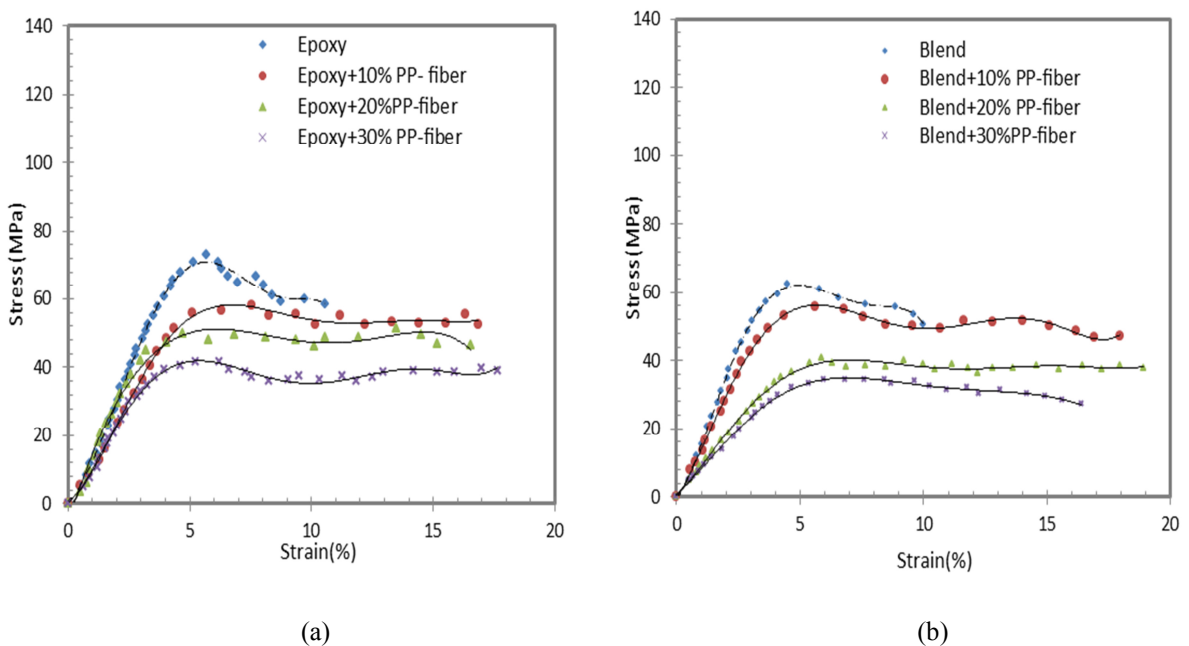 140
120
100
80
60
40
20
0
Stress(MPa)
Epoxy
Epoxy+10% PP- fiber
Epoxy+20%PP-fiber
Epoxy+30% PP-fiber
0 5 10 15 20
Strain(%)
(a)
140
120
100
80
60
40
20
0
Stress(MPa)
Blend
Blend+10% PP-fiber
Blend+20% PP-fiber
Blend+30%PP-fiber
0 5 10 15 20
Strain(%)
(b)